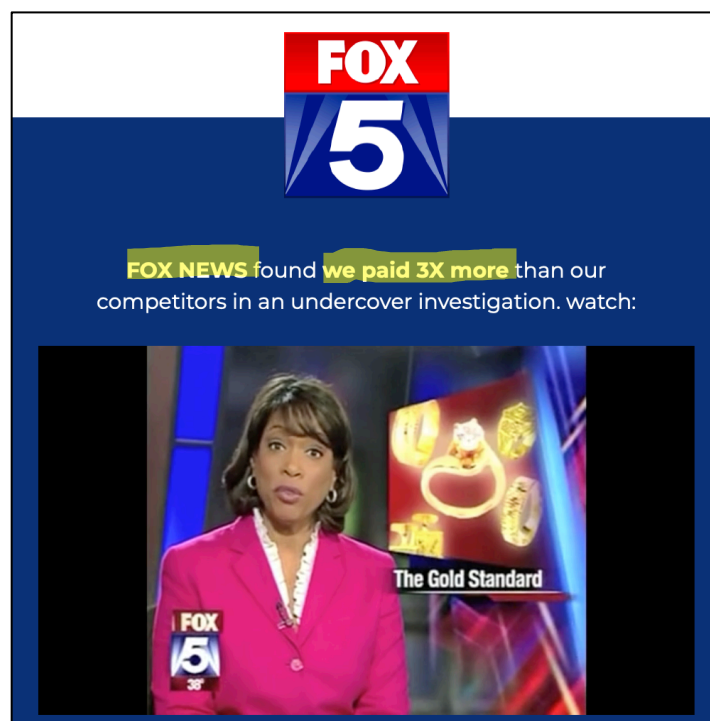 FOX
5
FOX NEWS found we paid 3X more than our
competitors in an undercover investigation. watch:
The Gold Standard
FOX
5
38°